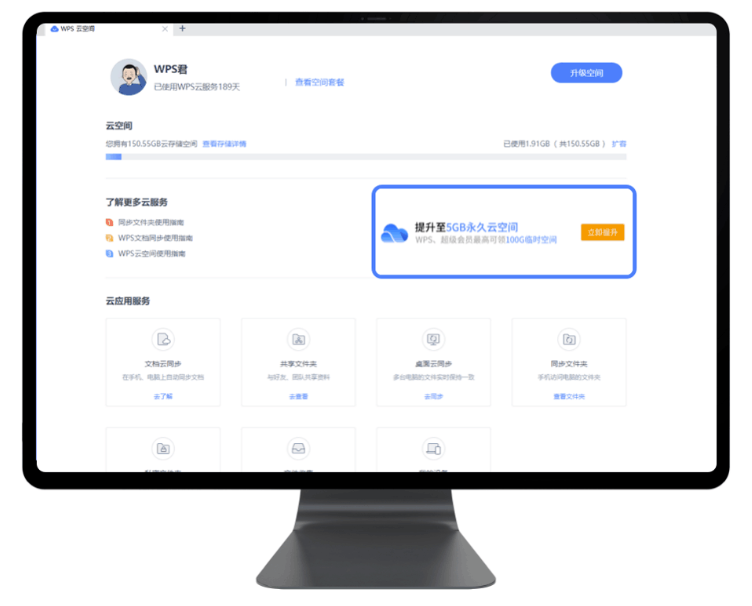 WPS 云空间
WPS君
已使用WPS云服务189天
查看空间套餐
升级空间
云空间
您拥有150.55GB云存储空间 查看存储详情
已使用1.91GB（共150.55GB） 扩容
了解更多云服务
同步文件夹使用指南
WPS文档同步使用指南
WPS云空间使用指南
提升至5GB永久云空间
WPS、超级会员最高可领100G临时空间
立即提升
云应用服务
文档云同步
在手机、电脑上自动同步文档
去了解
共享文件夹
与好友、团队共享资料
去查看
桌面云同步
多台电脑的文件实时保持一致
去同步
同步文件夹
手机访问电脑的文件夹
查看文件夹